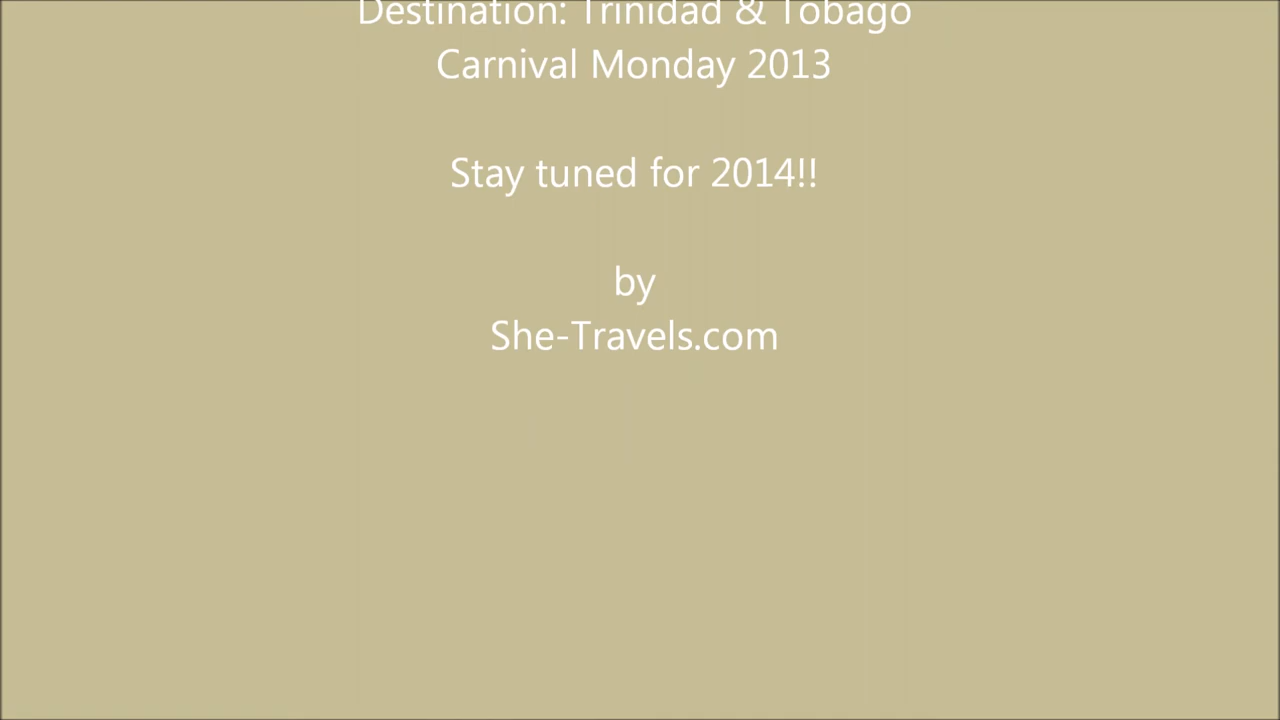 Destination: Trinidad & Tobago
Carnival Monday 2013
Stay tuned for 2014!!
by
She-Travels.com